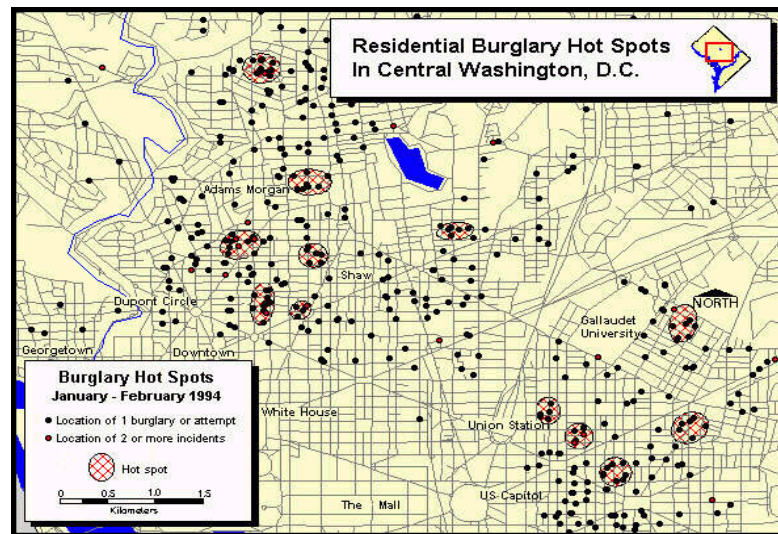 Residential Burglary Hot Spots
In Central Washington, D.C.
Adams Morgan
Shaw
Dupont Circle
NORTH
Gallaudet
University
Georgetown
Downtown
White House
Union Station
US Capitol
The Mall
Burglary Hot Spots
January - February 1994
Location of 1 burglary or attempt
Location of 2 or more incidents
Hot spot
0 0.5 1.0 1.5
Kilometers